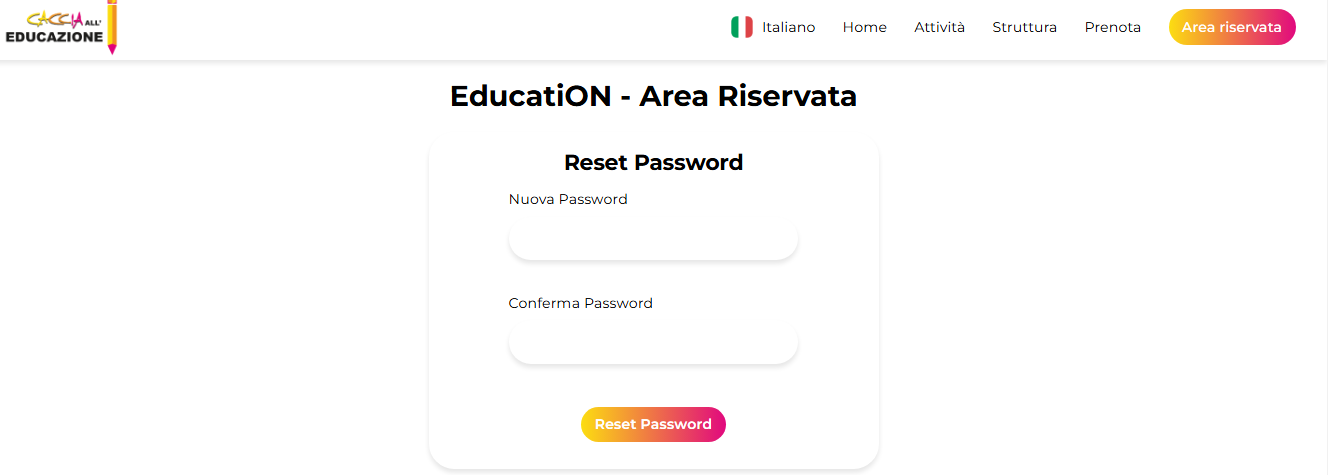 CACCIA ALL'
EDUCAZIONE
Italiano Home Attività Struttura Prenota Area riservata
EducatiON - Area Riservata
Reset Password
Nuova Password
Conferma Password
Reset Password